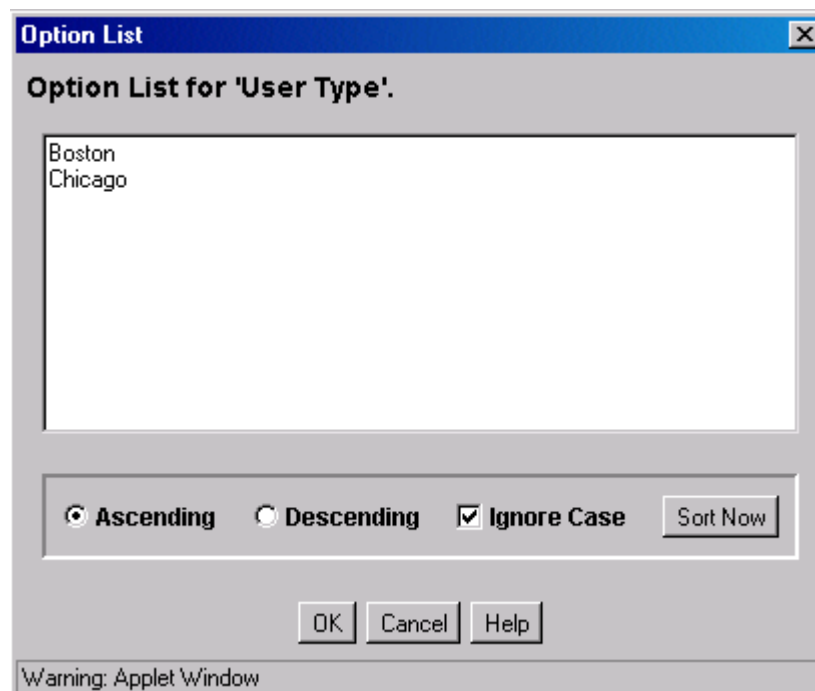 Option List
Option List for 'User Type'.
Boston
Chicago
Ascending Descending Ignore Case Sort Now
OK Cancel Help
Warning: Applet Window